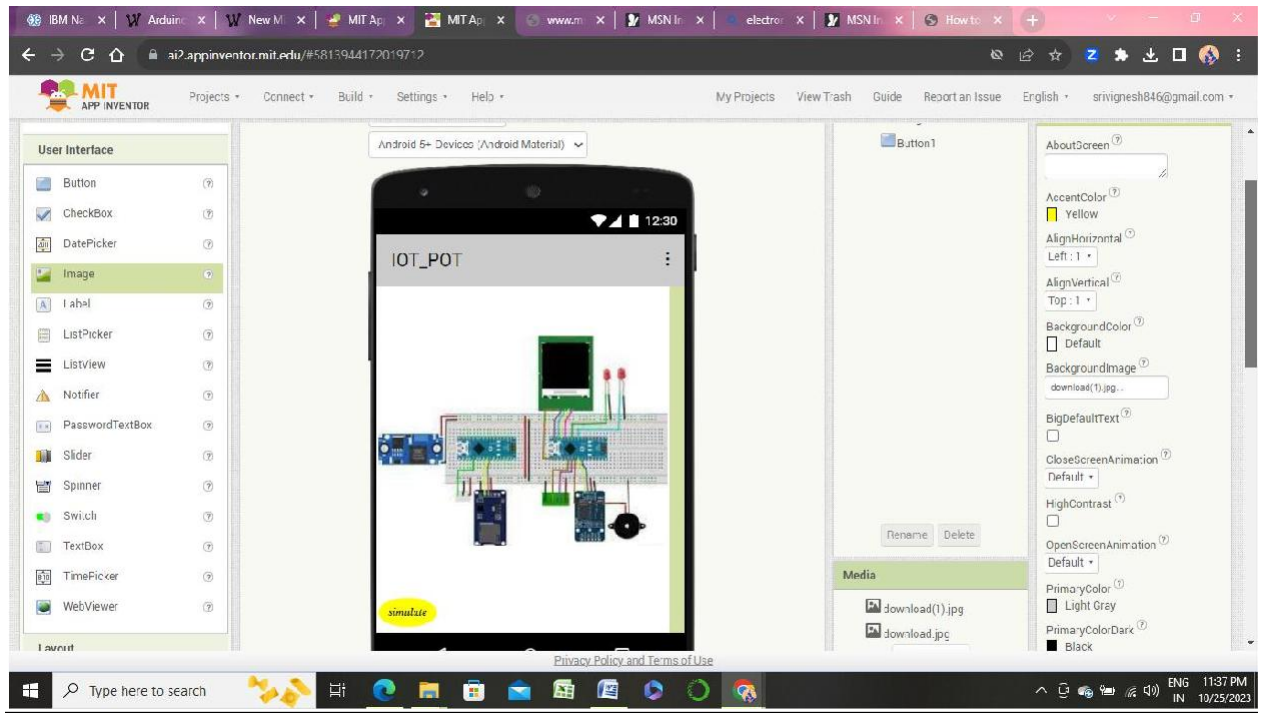 IBM Na
Arduino
New Mi
MIT Ap
MIT Ap
www.m
MSN In
electror
MSN In
How to
ai2.appinventor.mit.edu/#5813944172019712
MIT
APP INVENTOR
Projects
Connect
Build
Settings
Help
My Projects
View Trash
Guide
Report an Issue
English
srivignesh846@gmail.com
User Interface
Button
CheckBox
DatePicker
Image
Label
ListPicker
ListView
Notifier
PasswordTextBox
Slider
Spinner
Switch
TextBox
TimePicker
WebViewer
Layout
Android 5+ Devices (Android Material)
12:30
IOT_POT
simulate
Button1
Rename Delete
Media
download(1).jpg
download.jpg
AboutScreen
AccentColor
Yellow
AlignHorizontal
Left : 1
AlignVertical
Top : 1
BackgroundColor
Default
BackgroundImage
download(1).jpg...
BigDefaultText
CloseScreenAnimation
Default
HighContrast
OpenScreenAnimation
Default
PrimaryColor
Light Gray
PrimaryColorDark
Black
Privacy Policy and Terms of Use
Type here to search
ENG
IN
11:37 PM
10/25/2023